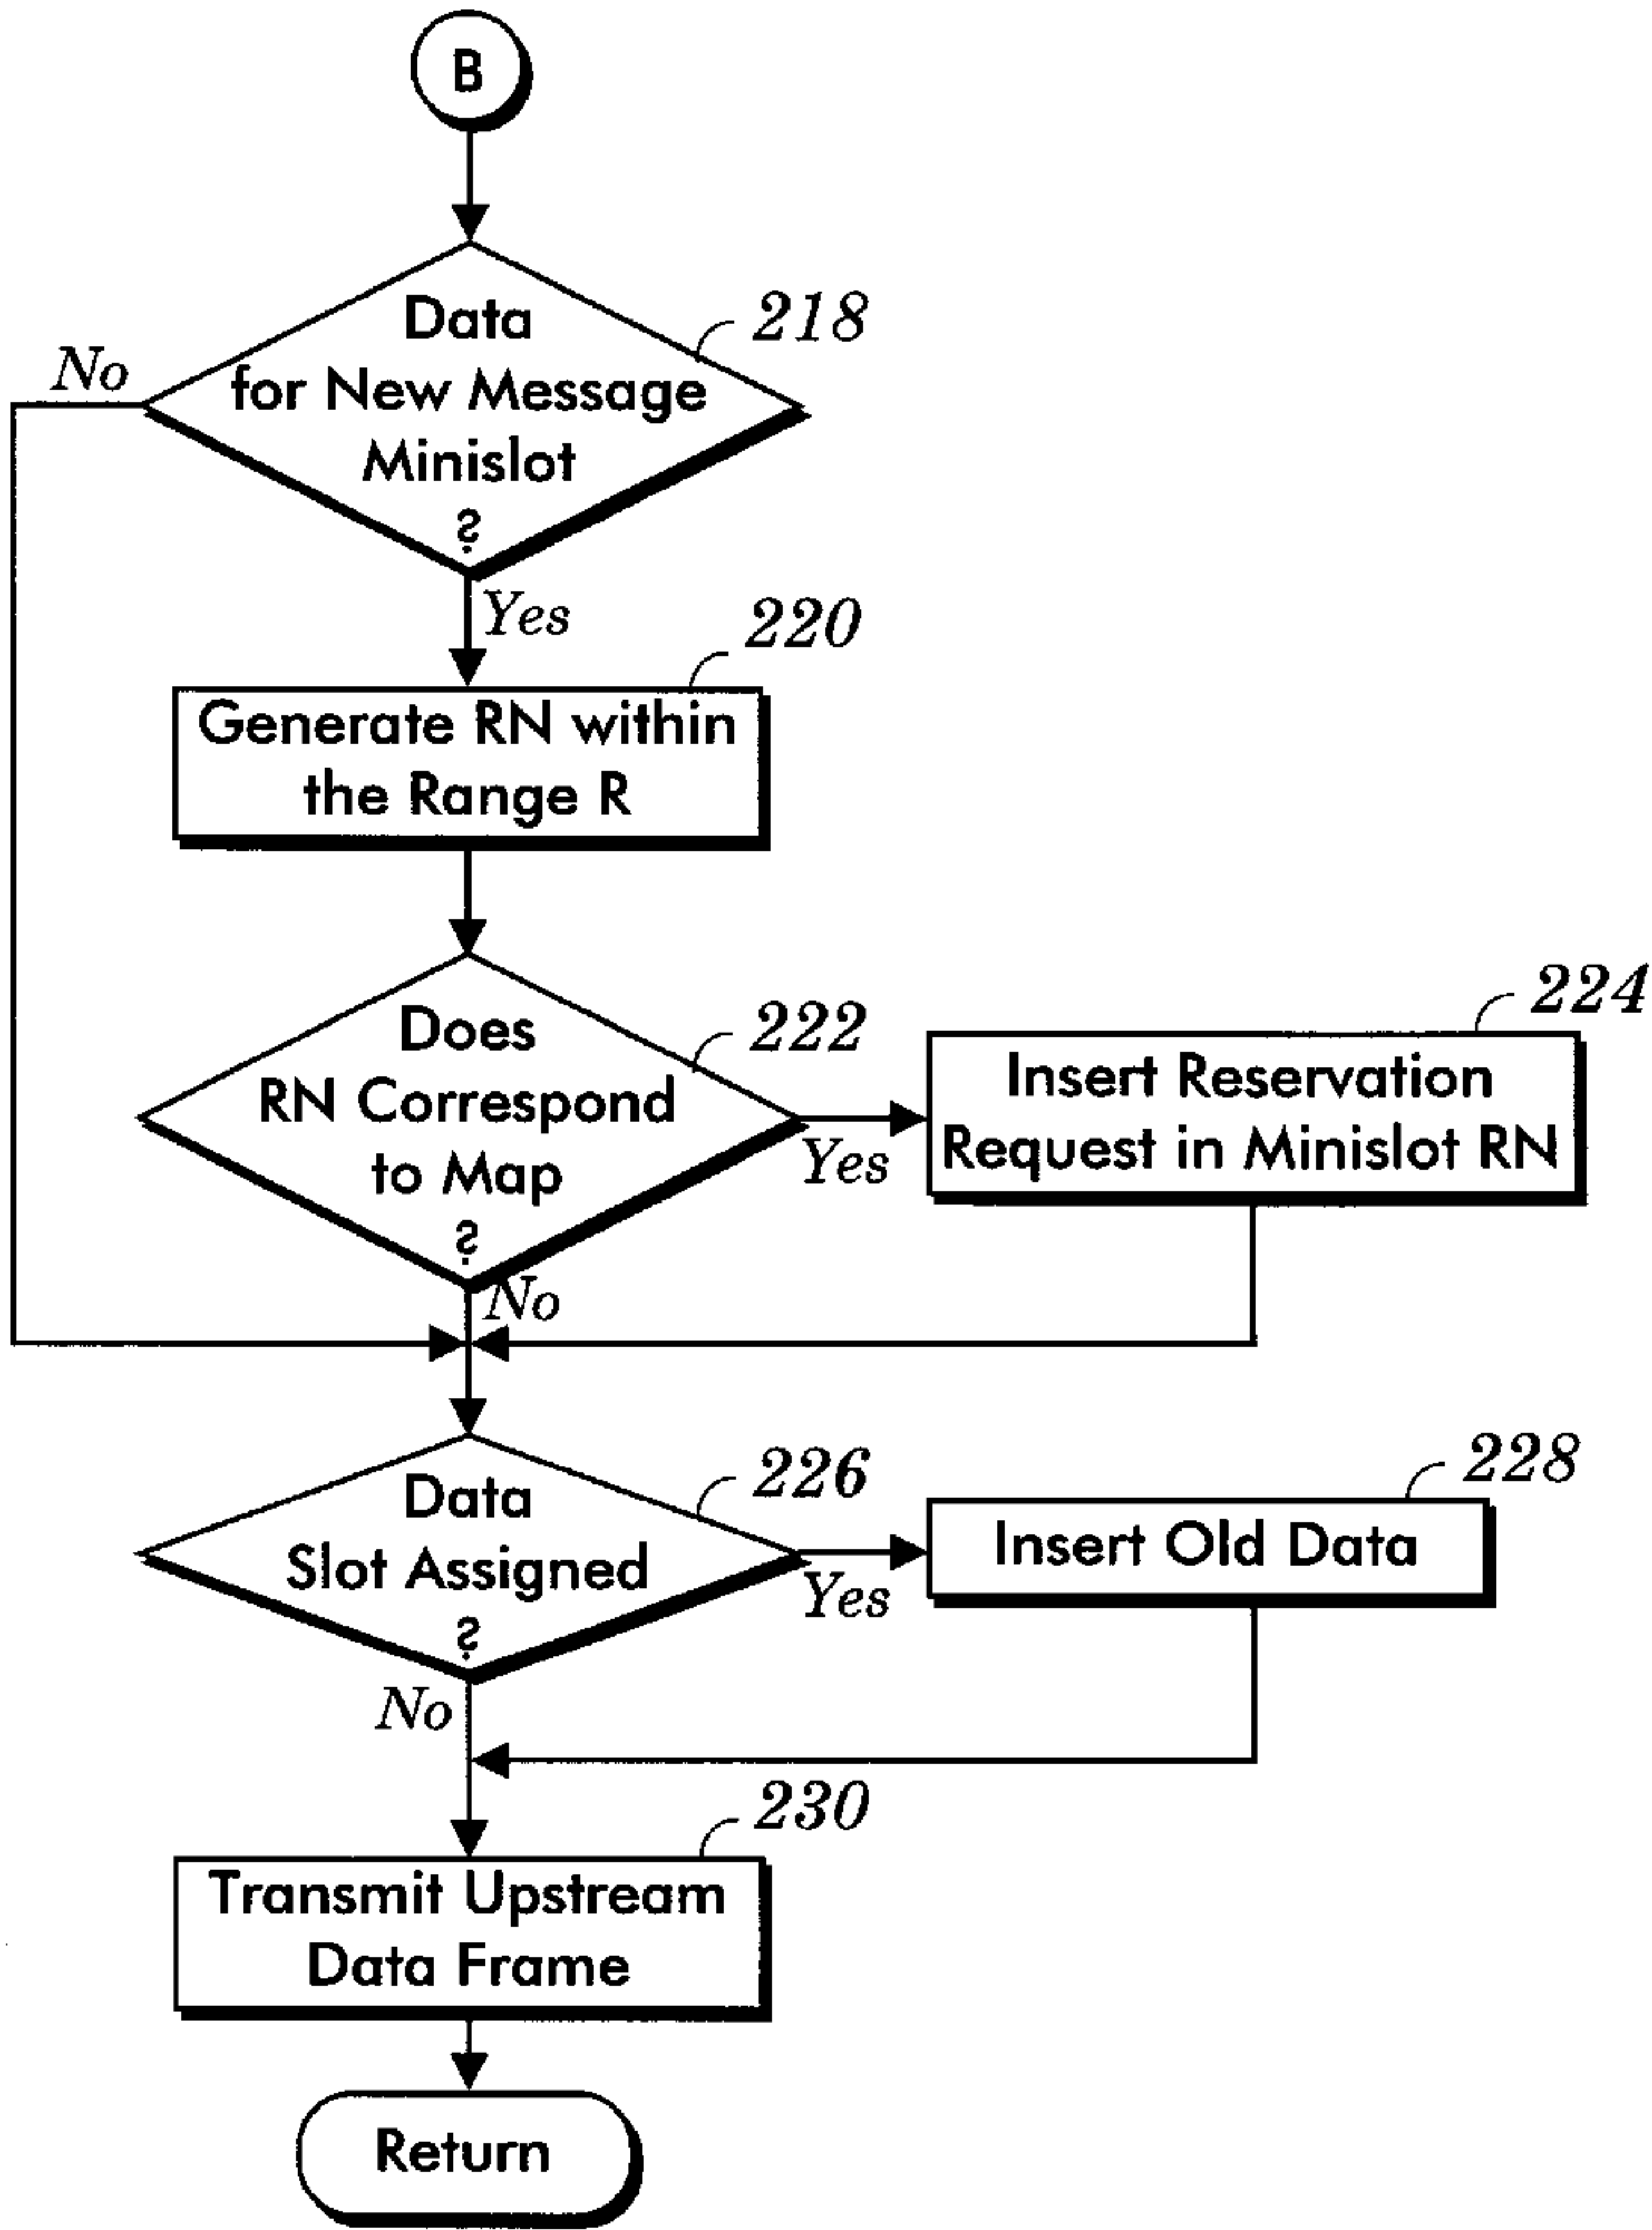 B
Data
for New Message
Minislot
?
218
No
Yes
220
Generate RN within
the Range R
Does
RN Correspond
to Map
?
222
Yes
No
224
Insert Reservation
Request in Minislot RN
Data
Slot Assigned
?
226
Yes
No
228
Insert Old Data
230
Transmit Upstream
Data Frame
Return